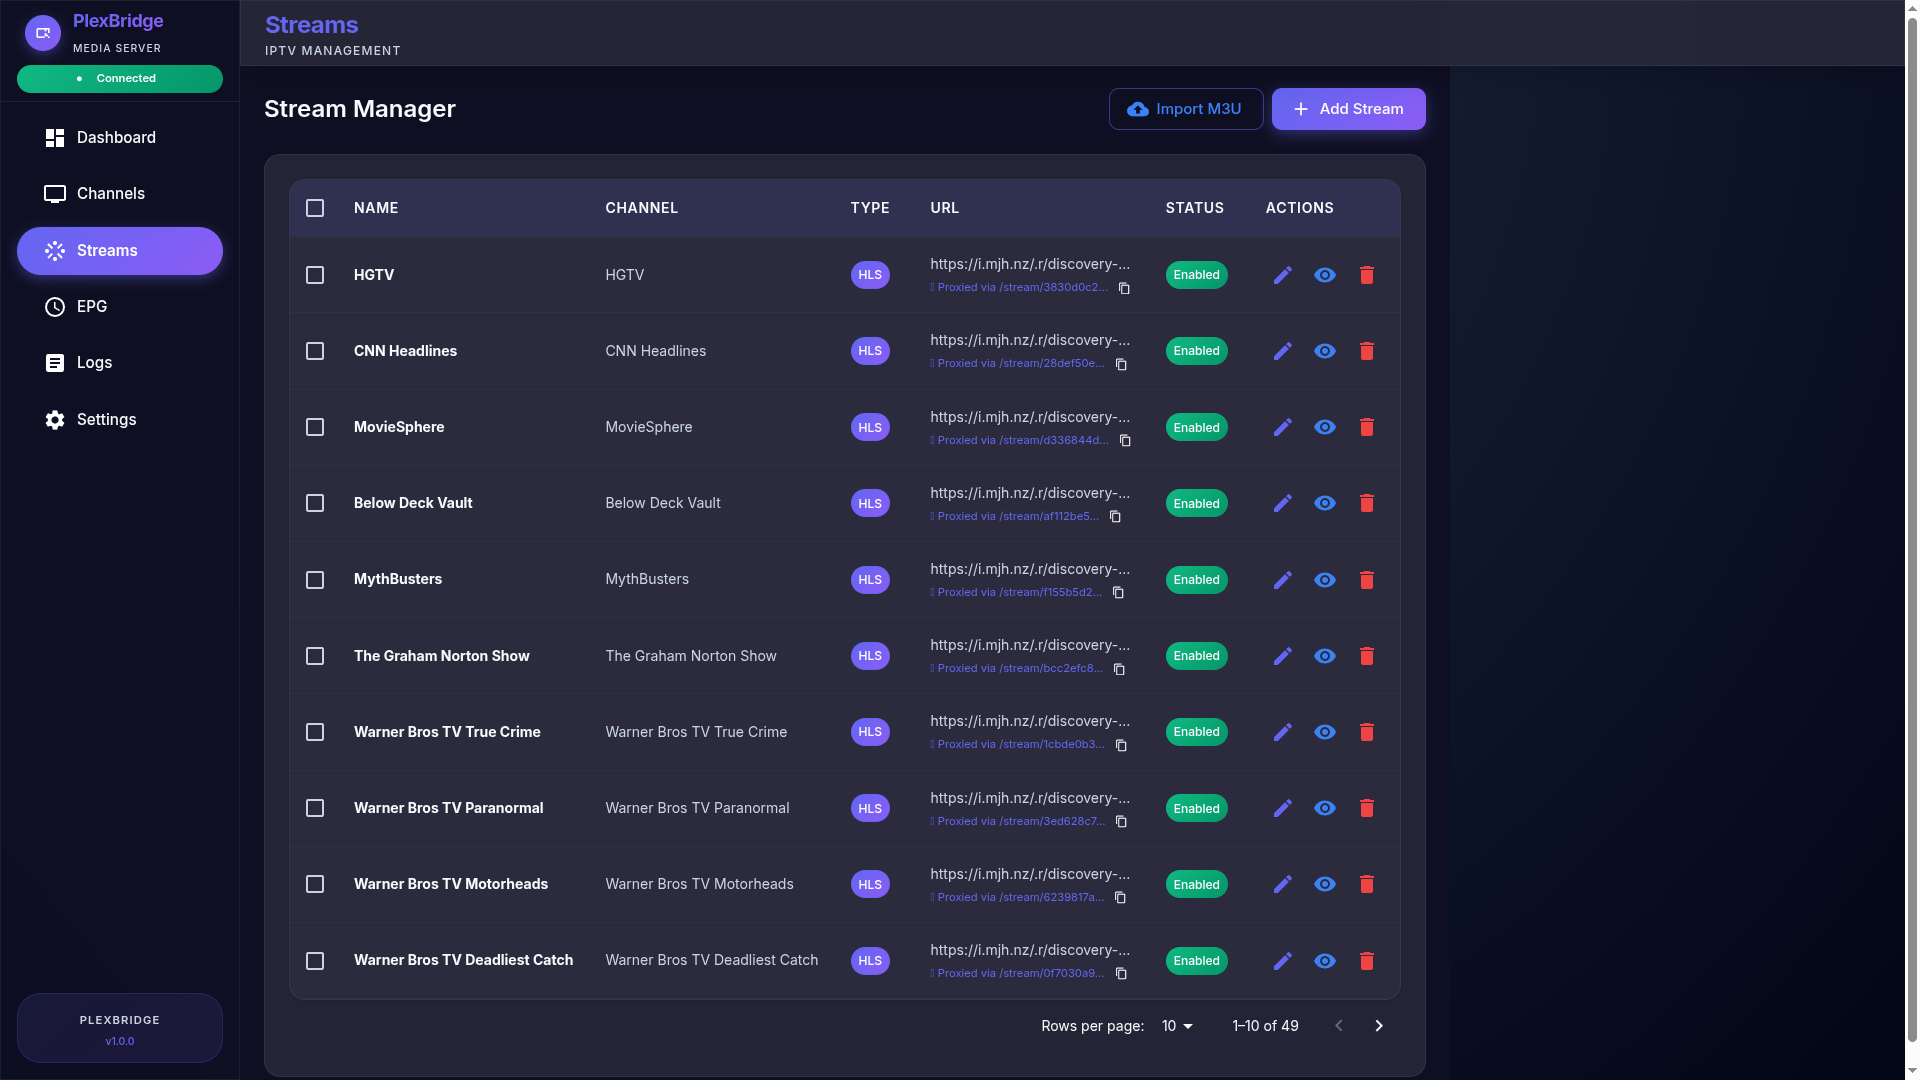 PlexBridge
MEDIA SERVER
• Connected
Dashboard
Channels
Streams
EPG
Logs
Settings
PLEXBRIDGE
v1.0.0
Streams
IPTV MANAGEMENT
Stream Manager
Import M3U
Add Stream
NAME CHANNEL TYPE URL STATUS ACTIONS
HGTV HGTV HLS https://i.mjh.nz/.r/discovery-... Enabled
Proxied via /stream/3830d0c2...
CNN Headlines CNN Headlines HLS https://i.mjh.nz/.r/discovery-... Enabled
Proxied via /stream/28def50e...
MovieSphere MovieSphere HLS https://i.mjh.nz/.r/discovery-... Enabled
Proxied via /stream/d336844d...
Below Deck Vault Below Deck Vault HLS https://i.mjh.nz/.r/discovery-... Enabled
Proxied via /stream/af112be5...
MythBusters MythBusters HLS https://i.mjh.nz/.r/discovery-... Enabled
Proxied via /stream/f155b5d2...
The Graham Norton Show The Graham Norton Show HLS https://i.mjh.nz/.r/discovery-... Enabled
Proxied via /stream/bcc2efc8...
Warner Bros TV True Crime Warner Bros TV True Crime HLS https://i.mjh.nz/.r/discovery-... Enabled
Proxied via /stream/1cbde0b3...
Warner Bros TV Paranormal Warner Bros TV Paranormal HLS https://i.mjh.nz/.r/discovery-... Enabled
Proxied via /stream/3ed628c7...
Warner Bros TV Motorheads Warner Bros TV Motorheads HLS https://i.mjh.nz/.r/discovery-... Enabled
Proxied via /stream/6239817a...
Warner Bros TV Deadliest Catch Warner Bros TV Deadliest Catch HLS https://i.mjh.nz/.r/discovery-... Enabled
Proxied via /stream/0f7030a9...
Rows per page: 10 1–10 of 49